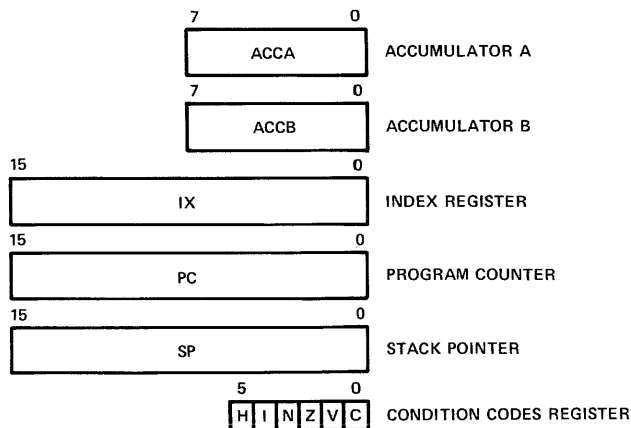 7 0
ACCA ACCUMULATOR A
7 0
ACCB ACCUMULATOR B
15 0
IX INDEX REGISTER
15 0
PC PROGRAM COUNTER
15 0
SP STACK POINTER
5 0
H I N Z V C CONDITION CODES REGISTER